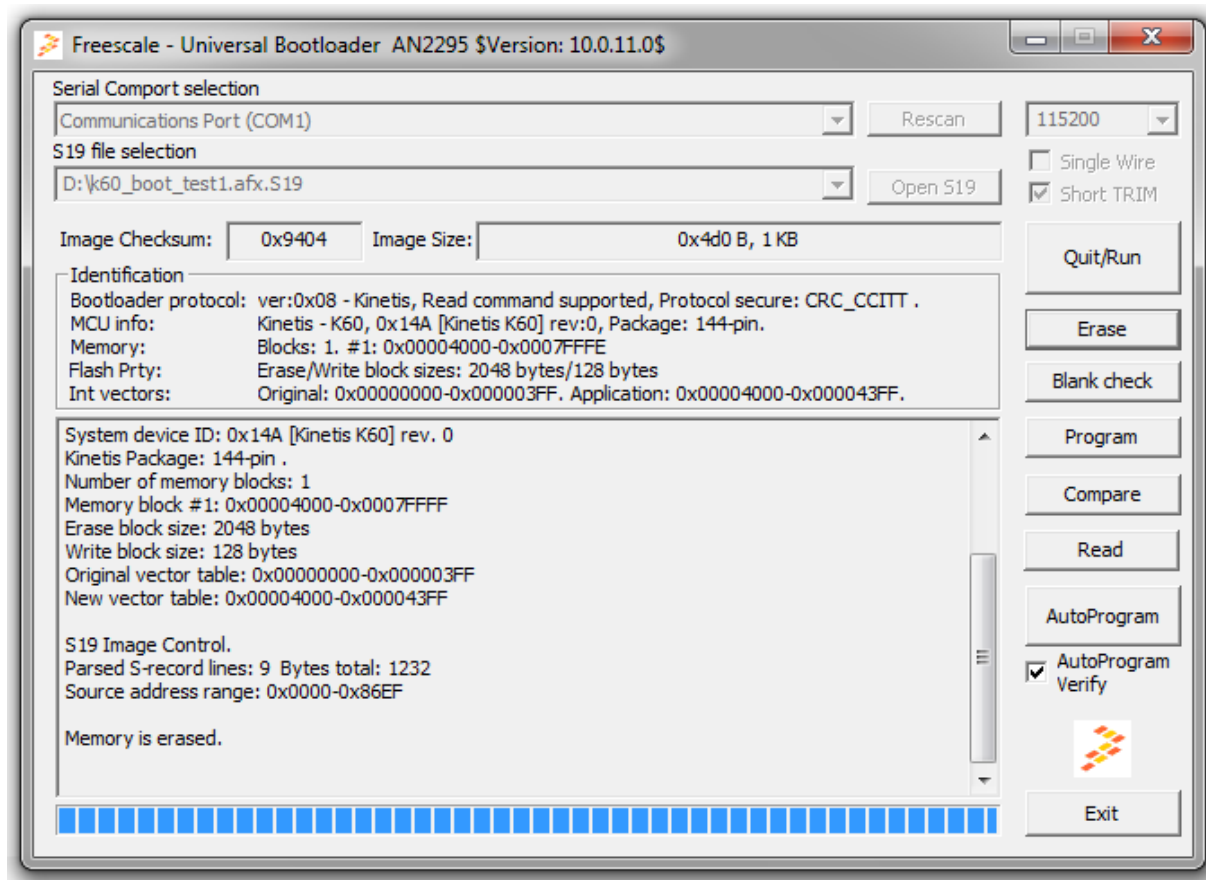 Freescale - Universal Bootloader AN2295 $Version: 10.0.11.0$
Serial Comport selection
Communications Port (COM1)
Rescan
115200
S19 file selection
Single Wire
D:\k60_boot_test1.afx.S19
Open S19
Short TRIM
Image Checksum: 0x9404 Image Size: 0x4d0 B, 1 KB
Quit/Run
Identification
Bootloader protocol: ver:0x08 - Kinetis, Read command supported, Protocol secure: CRC_CCITT .
MCU info: Kinetis - K60, 0x14A [Kinetis K60] rev:0, Package: 144-pin.
Memory: Blocks: 1. #1: 0x00004000-0x0007FFFE
Flash Prty: Erase/Write block sizes: 2048 bytes/128 bytes
Int vectors: Original: 0x00000000-0x000003FF. Application: 0x00004000-0x000043FF.
Erase
Blank check
System device ID: 0x14A [Kinetis K60] rev. 0
Kinetis Package: 144-pin .
Number of memory blocks: 1
Memory block #1: 0x00004000-0x0007FFFF
Erase block size: 2048 bytes
Write block size: 128 bytes
Original vector table: 0x00000000-0x000003FF
New vector table: 0x00004000-0x000043FF
S19 Image Control.
Parsed S-record lines: 9 Bytes total: 1232
Source address range: 0x0000-0x86EF
Memory is erased.
Program
Compare
Read
AutoProgram
AutoProgram
Verify
Exit